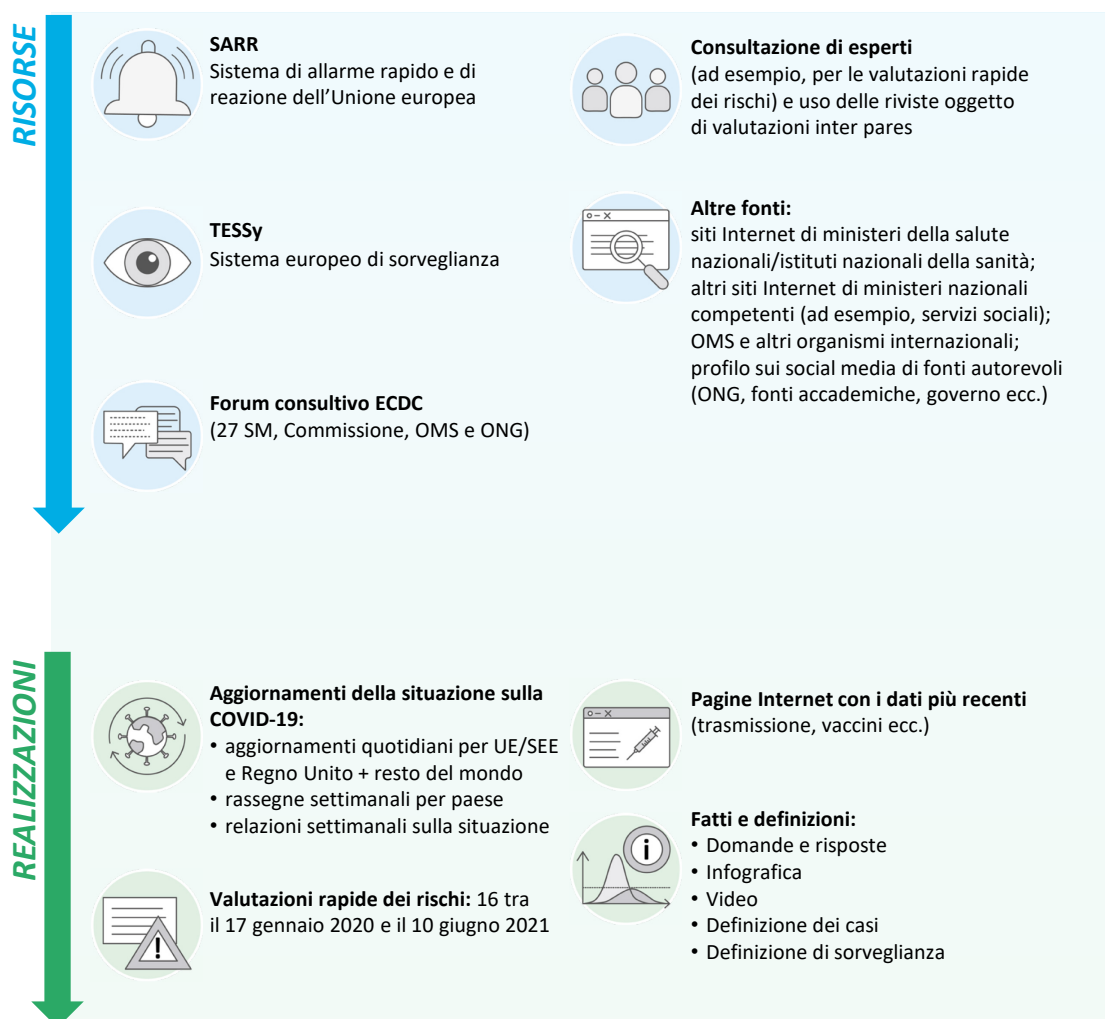 RISORSE
SARR
Sistema di allarme rapido e di
reazione dell’Unione europea
TESSy
Sistema europeo di sorveglianza
Forum consultivo ECDC
(27 SM, Commissione, OMS e ONG)
Consultazione di esperti
(ad esempio, per le valutazioni rapide
dei rischi) e uso delle riviste oggetto
di valutazioni inter pares
Altre fonti:
siti Internet di ministeri della salute
nazionali/istituti nazionali della sanità;
altri siti Internet di ministeri nazionali
competenti (ad esempio, servizi sociali);
OMS e altri organismi internazionali;
profilo sui social media di fonti autorevoli
(ONG, fonti accademiche, governo ecc.)
REALIZZAZIONI
Aggiornamenti della situazione sulla
COVID-19:
• aggiornamenti quotidiani per UE/SEE
e Regno Unito + resto del mondo
• rassegne settimanali per paese
• relazioni settimanali sulla situazione
Valutazioni rapide dei rischi: 16 tra
il 17 gennaio 2020 e il 10 giugno 2021
Pagine Internet con i dati più recenti
(trasmissione, vaccini ecc.)
Fatti e definizioni:
• Domande e risposte
• Infografica
• Video
• Definizione dei casi
• Definizione di sorveglianza